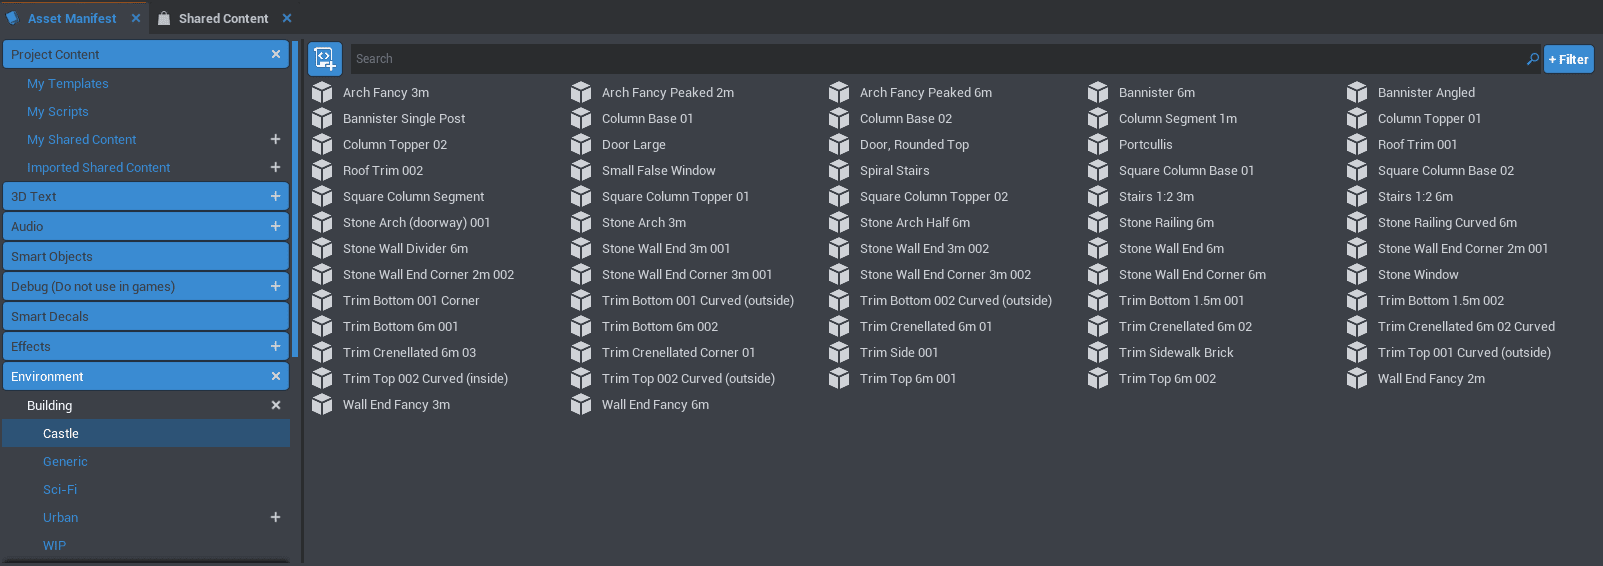 Asset Manifest
Shared Content
Project Content
My Templates
My Scripts
My Shared Content
Imported Shared Content
3D Text
Audio
Smart Objects
Debug (Do not use in games)
Smart Decals
Effects
Environment
Building
Castle
Generic
Sci-Fi
Urban
WIP
Search + Filter
Arch Fancy 3m Arch Fancy Peaked 2m Arch Fancy Peaked 6m Bannister 6m Bannister Angled
Bannister Single Post Column Base 01 Column Base 02 Column Segment 1m Column Topper 01
Column Topper 02 Door Large Door, Rounded Top Portcullis Roof Trim 001
Roof Trim 002 Small False Window Spiral Stairs Square Column Base 01 Square Column Base 02
Square Column Segment Square Column Topper 01 Square Column Topper 02 Stairs 1:2 3m Stairs 1:2 6m
Stone Arch (doorway) 001 Stone Arch 3m Stone Arch Half 6m Stone Railing 6m Stone Railing Curved 6m
Stone Wall Divider 6m Stone Wall End 3m 001 Stone Wall End 3m 002 Stone Wall End 6m Stone Wall End Corner 2m 001
Stone Wall End Corner 2m 002 Stone Wall End Corner 3m 001 Stone Wall End Corner 3m 002 Stone Wall End Corner 6m Stone Window
Trim Bottom 001 Corner Trim Bottom 001 Curved (outside) Trim Bottom 002 Curved (outside) Trim Bottom 1.5m 001 Trim Bottom 1.5m 002
Trim Bottom 6m 001 Trim Bottom 6m 002 Trim Crenellated 6m 01 Trim Crenellated 6m 02 Trim Crenellated 6m 02 Curved
Trim Crenellated 6m 03 Trim Crenellated Corner 01 Trim Side 001 Trim Sidewalk Brick Trim Top 001 Curved (outside)
Trim Top 002 Curved (inside) Trim Top 002 Curved (outside) Trim Top 6m 001 Trim Top 6m 002 Wall End Fancy 2m
Wall End Fancy 3m Wall End Fancy 6m